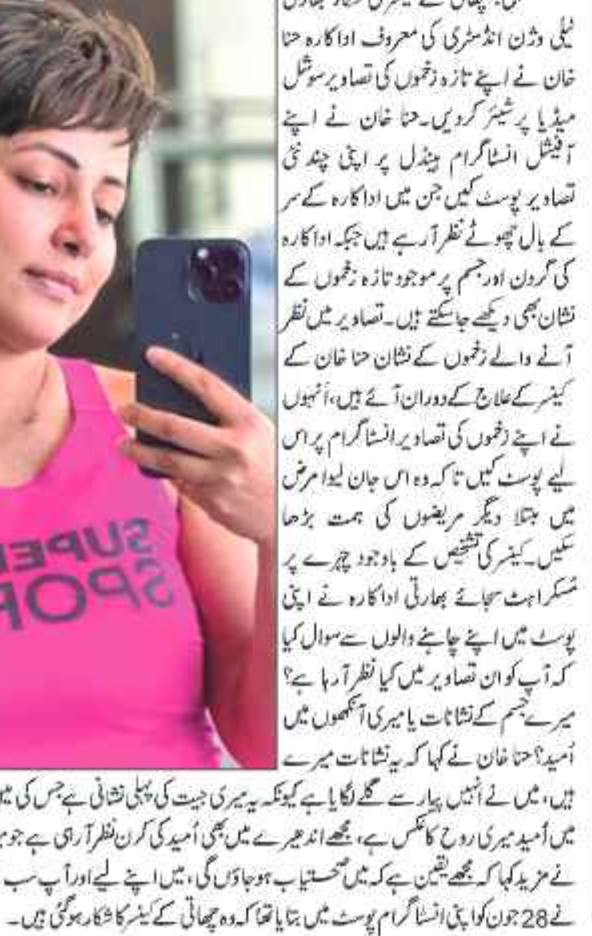 ٹیلی وژن انڈسٹری کی معروف اداکارہ حنا
خان نے اپنے تازہ زخموں کی تصاویر سوشل
میڈیا پر شیئر کردیں۔ حنا خان نے اپنے
آفیشل انسٹاگرام ہینڈل پر اپنی چند نئی
تصاویر پوسٹ کیں جن میں اداکارہ کے سر
کے بال چھوٹے نظر آرہے ہیں جبکہ اداکارہ
کی گردن اور جسم پر موجود تازہ زخموں کے
نشان بھی دیکھے جاسکتے ہیں۔ تصاویر میں نظر
آنے والے زخموں کے نشان حنا خان کے
کینسر کے علاج کے دوران آئے ہیں، اُنہوں
نے اپنے زخموں کی تصاویر انسٹاگرام پر اس
لیے پوسٹ کیں تاکہ وہ اس جان لیوا مرض
میں مبتلا دیگر مریضوں کی ہمت بڑھا
سکیں۔ کینسر کی تشخیص کے باوجود چہرے پر
مُسکراہٹ سجائے بھارتی اداکارہ نے اپنی
پوسٹ میں اپنے چاہنے والوں سے سوال کیا
کہ آپ کو ان تصاویر میں کیا نظر آرہا ہے؟
میرے جسم کے نشانات یا میری آنکھوں میں
اُمید؟ حنا خان نے کہا کہ یہ نشانات میرے
ہیں، میں نے اُنہیں پیار سے گلے لگایا ہے کیونکہ یہ میری جیت کی پہلی نشانی ہے جس کی
میں اُمید میری روح کا عکس ہے، مجھے اندھیرے میں بھی اُمید کی کرن نظر آرہی ہے
نے مزید کہا کہ مجھے یقین ہے کہ میں صحتیاب ہوجاؤں گی، میں اپنے لیے اور آپ سب
نے 28 جون کو اپنی انسٹاگرام پوسٹ میں بتایا تھا کہ وہ چھاتی کے کینسر کا شکار ہوگئی ہیں۔
SUPER
SPOR